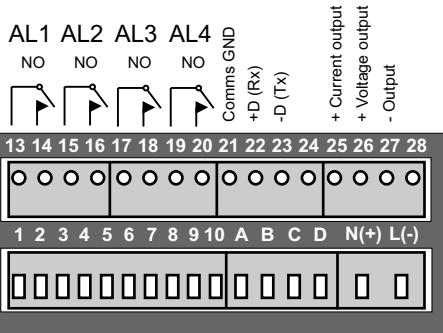 AL1 AL2 AL3 AL4
NO NO NO NO
Comms GND
+D (Rx)
-D (Tx)
+ Current output
+ Voltage output
- Output
13 14 15 16 17 18 19 20 21 22 23 24 25 26 27 28
1 2 3 4 5 6 7 8 9 10 A B C D N(+) L(-)